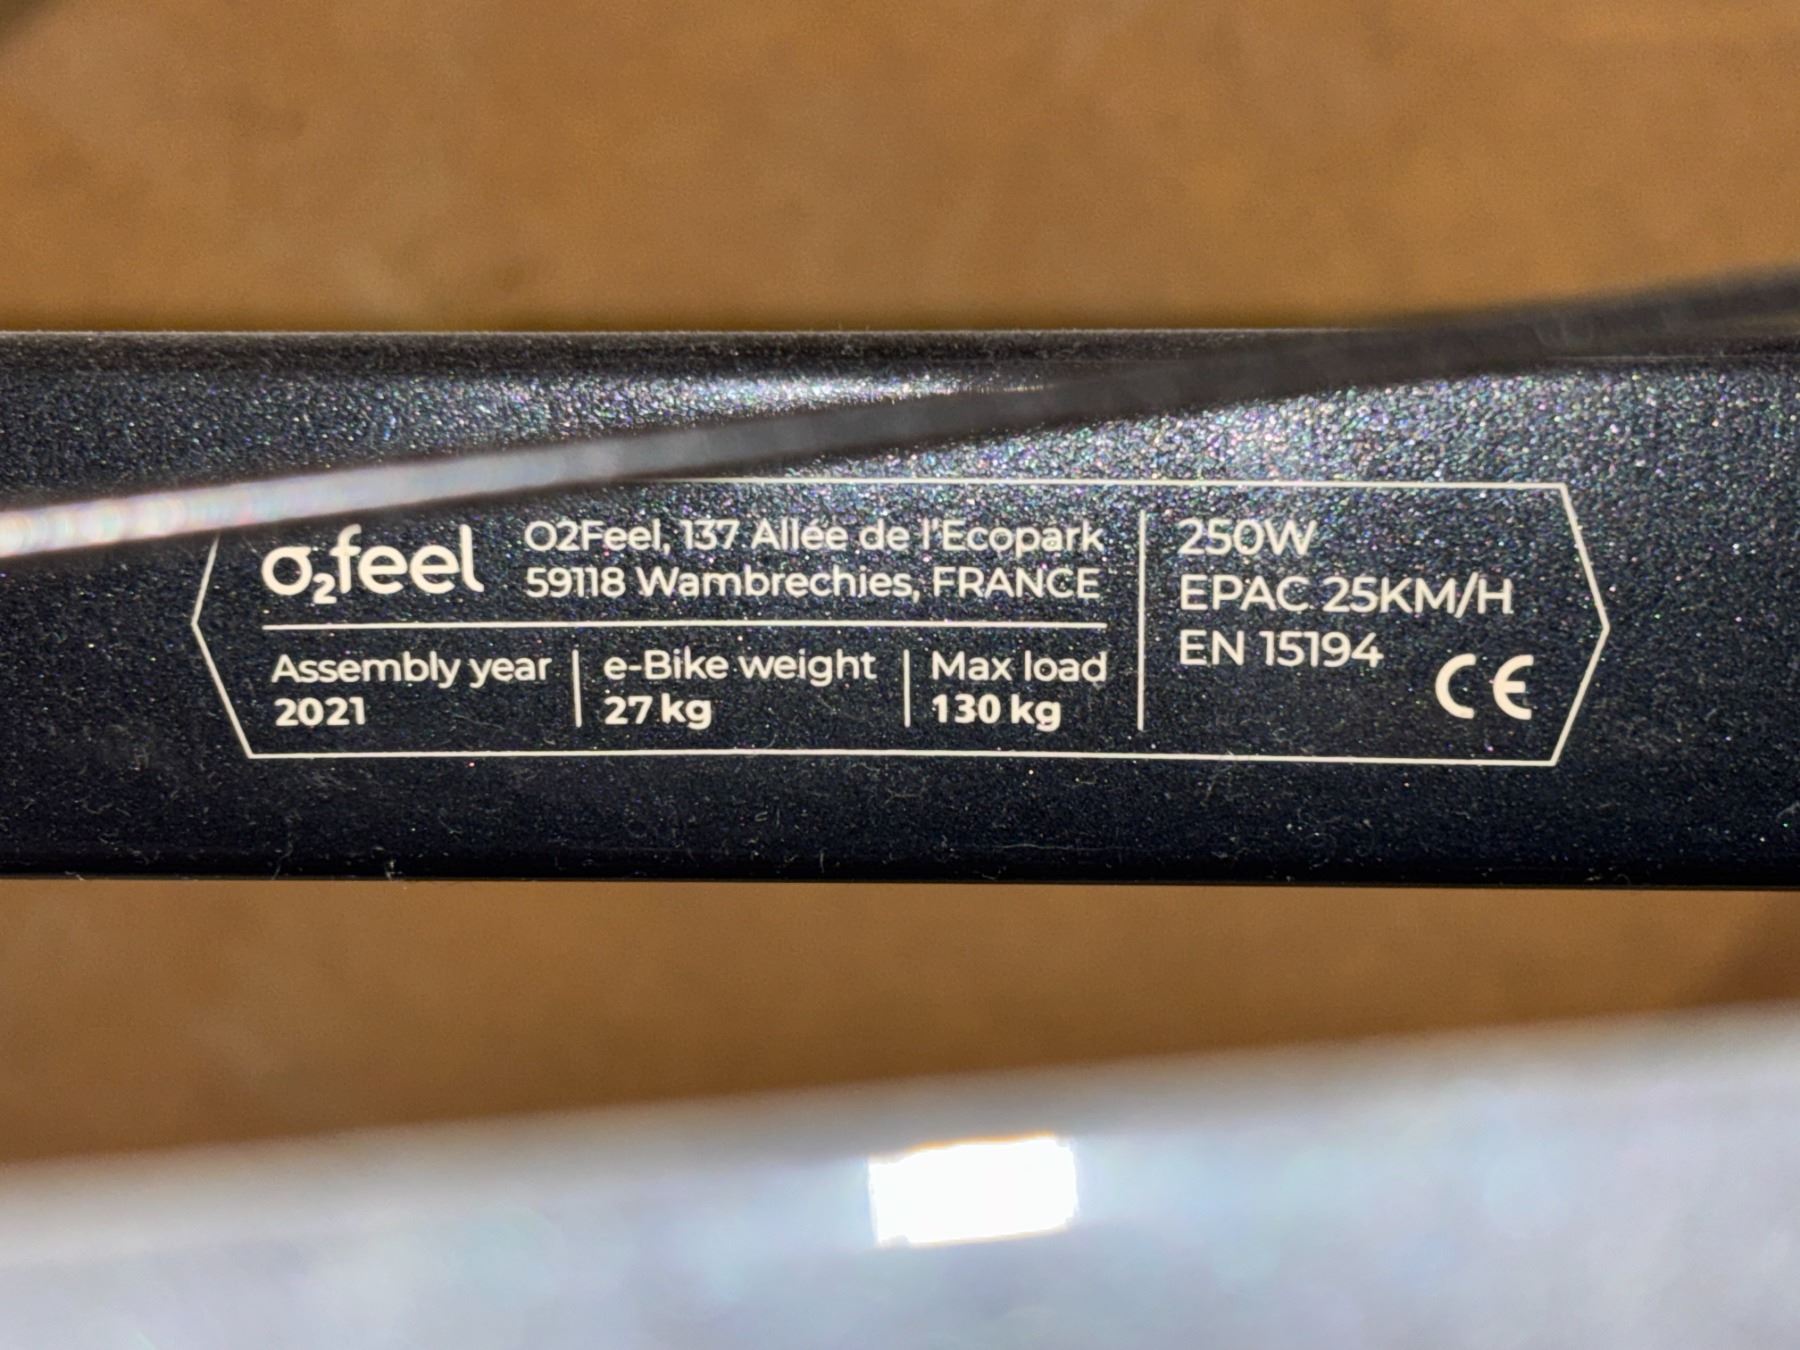 O2feel
O2Feel, 137 Allée de l'Ecopark
59118 Wambrechies, FRANCE
Assembly year
2021
e-Bike weight
27 kg
Max load
130 kg
250W
EPAC 25KM/H
EN 15194
CE